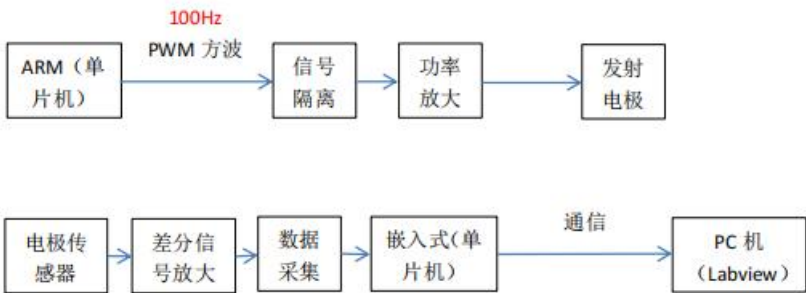 100Hz
PWM 方波
ARM（单
片机）
信号
隔离
功率
放大
发射
电极
电极传
感器
差分信
号放大
数据
采集
嵌入式（单
片机）
通信
PC 机
（Labview）